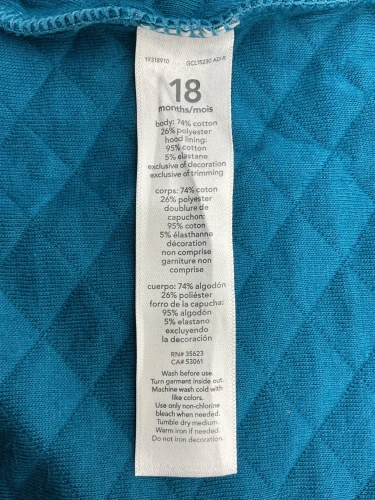 19318910 GCL15230 AD-R
18
months/mois
body: 74% cotton
26% polyester
hood lining:
95% cotton
5% elastane
exclusive of decoration
exclusive of trimming
corps: 74% coton
26% polyester
doublure de
capuchon:
95% coton
5% élasthanne
décoration
non comprise
garniture non
comprise
cuerpo: 74% algodón
26% poliéster
forro de la capucha:
95% algodón
5% elastano
excluyendo
la decoración
RN# 35623
CA# 53061
Wash before use.
Turn garment inside out.
Machine wash cold with
like colors.
Use only non-chlorine
bleach when needed.
Tumble dry medium.
Warm iron if needed.
Do not iron decoration.